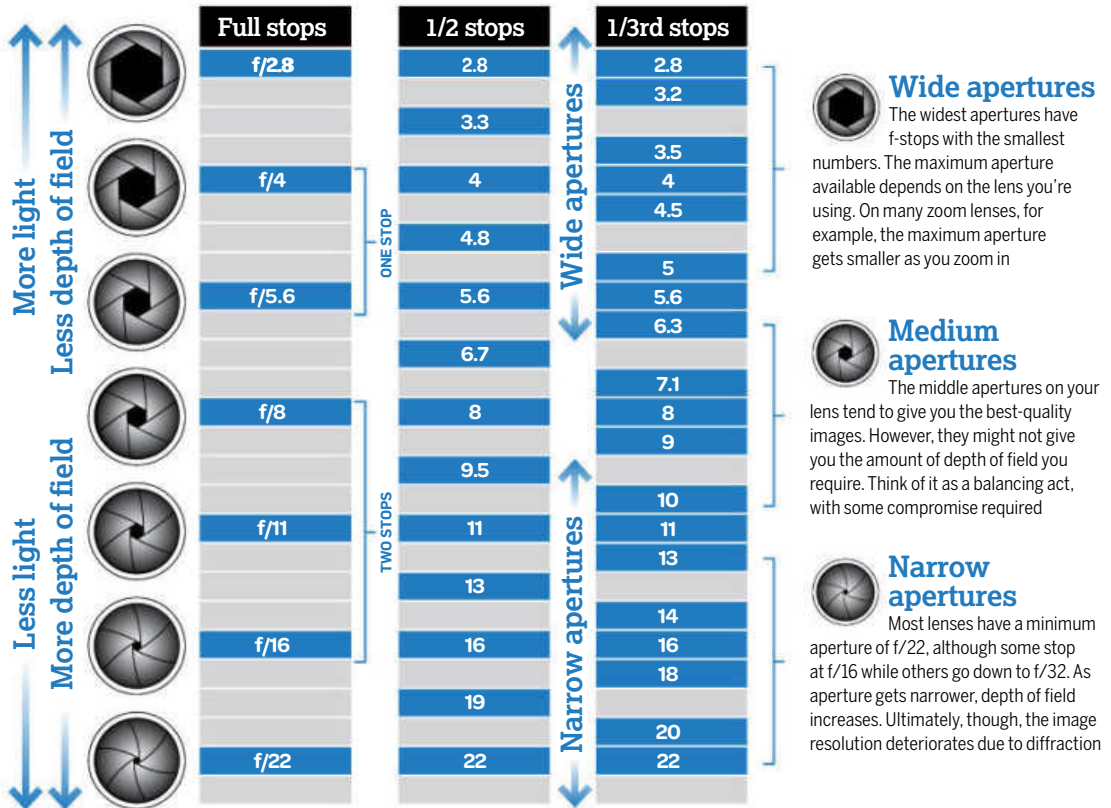 More light
Less depth of field
Less light
More depth of field
Full stops
f/2.8
f/4
f/5.6
f/8
f/11
f/16
f/22
ONE STOP
TWO STOPS
1/2 stops
2.8
3.3
4
4.8
5.6
6.7
8
9.5
11
13
16
19
22
Wide apertures
Narrow apertures
1/3rd stops
2.8
3.2
3.5
4
4.5
5
5.6
6.3
7.1
8
9
10
11
13
14
16
18
20
22
Wide apertures
The widest apertures have
f-stops with the smallest
numbers. The maximum aperture
available depends on the lens you're
using. On many zoom lenses, for
example, the maximum aperture
gets smaller as you zoom in
Medium
apertures
The middle apertures on your
lens tend to give you the best-quality
images. However, they might not give
you the amount of depth of field you
require. Think of it as a balancing act,
with some compromise required
Narrow
apertures
Most lenses have a minimum
aperture of f/22, although some stop
at f/16 while others go down to f/32. As
aperture gets narrower, depth of field
increases. Ultimately, though, the image
resolution deteriorates due to diffraction